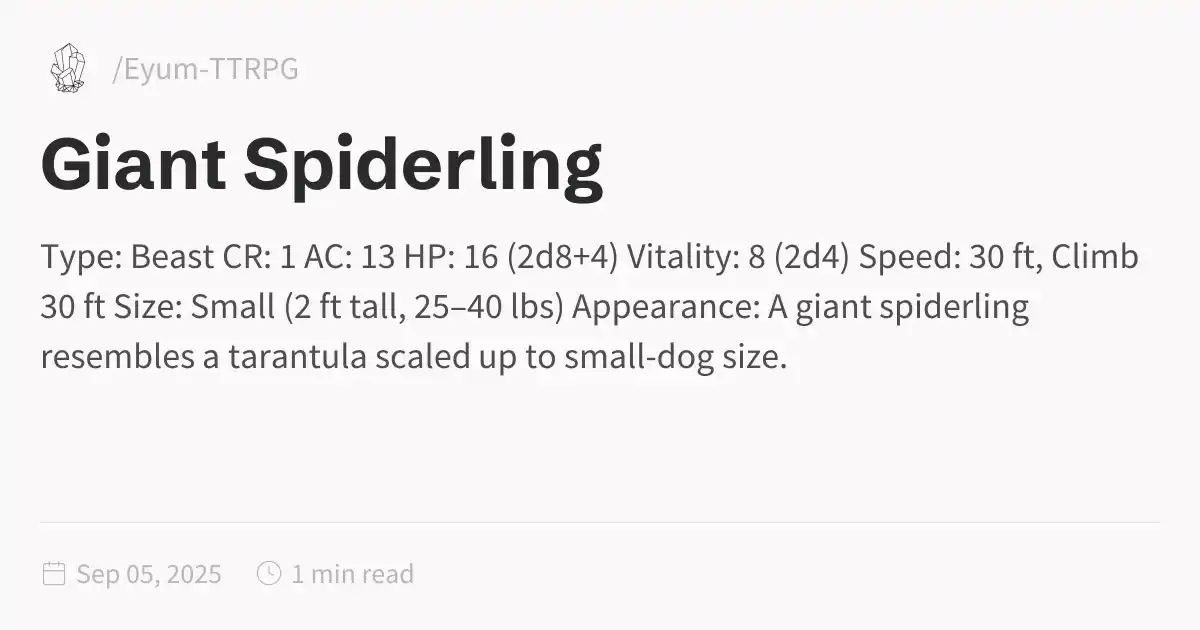 /Eyum-TTRPG
Giant Spiderling
Type: Beast CR: 1 AC: 13 HP: 16 (2d8+4) Vitality: 8 (2d4) Speed: 30 ft, Climb
30 ft Size: Small (2 ft tall, 25–40 lbs) Appearance: A giant spiderling
resembles a tarantula scaled up to small-dog size.
Sep 05, 2025 1 min read